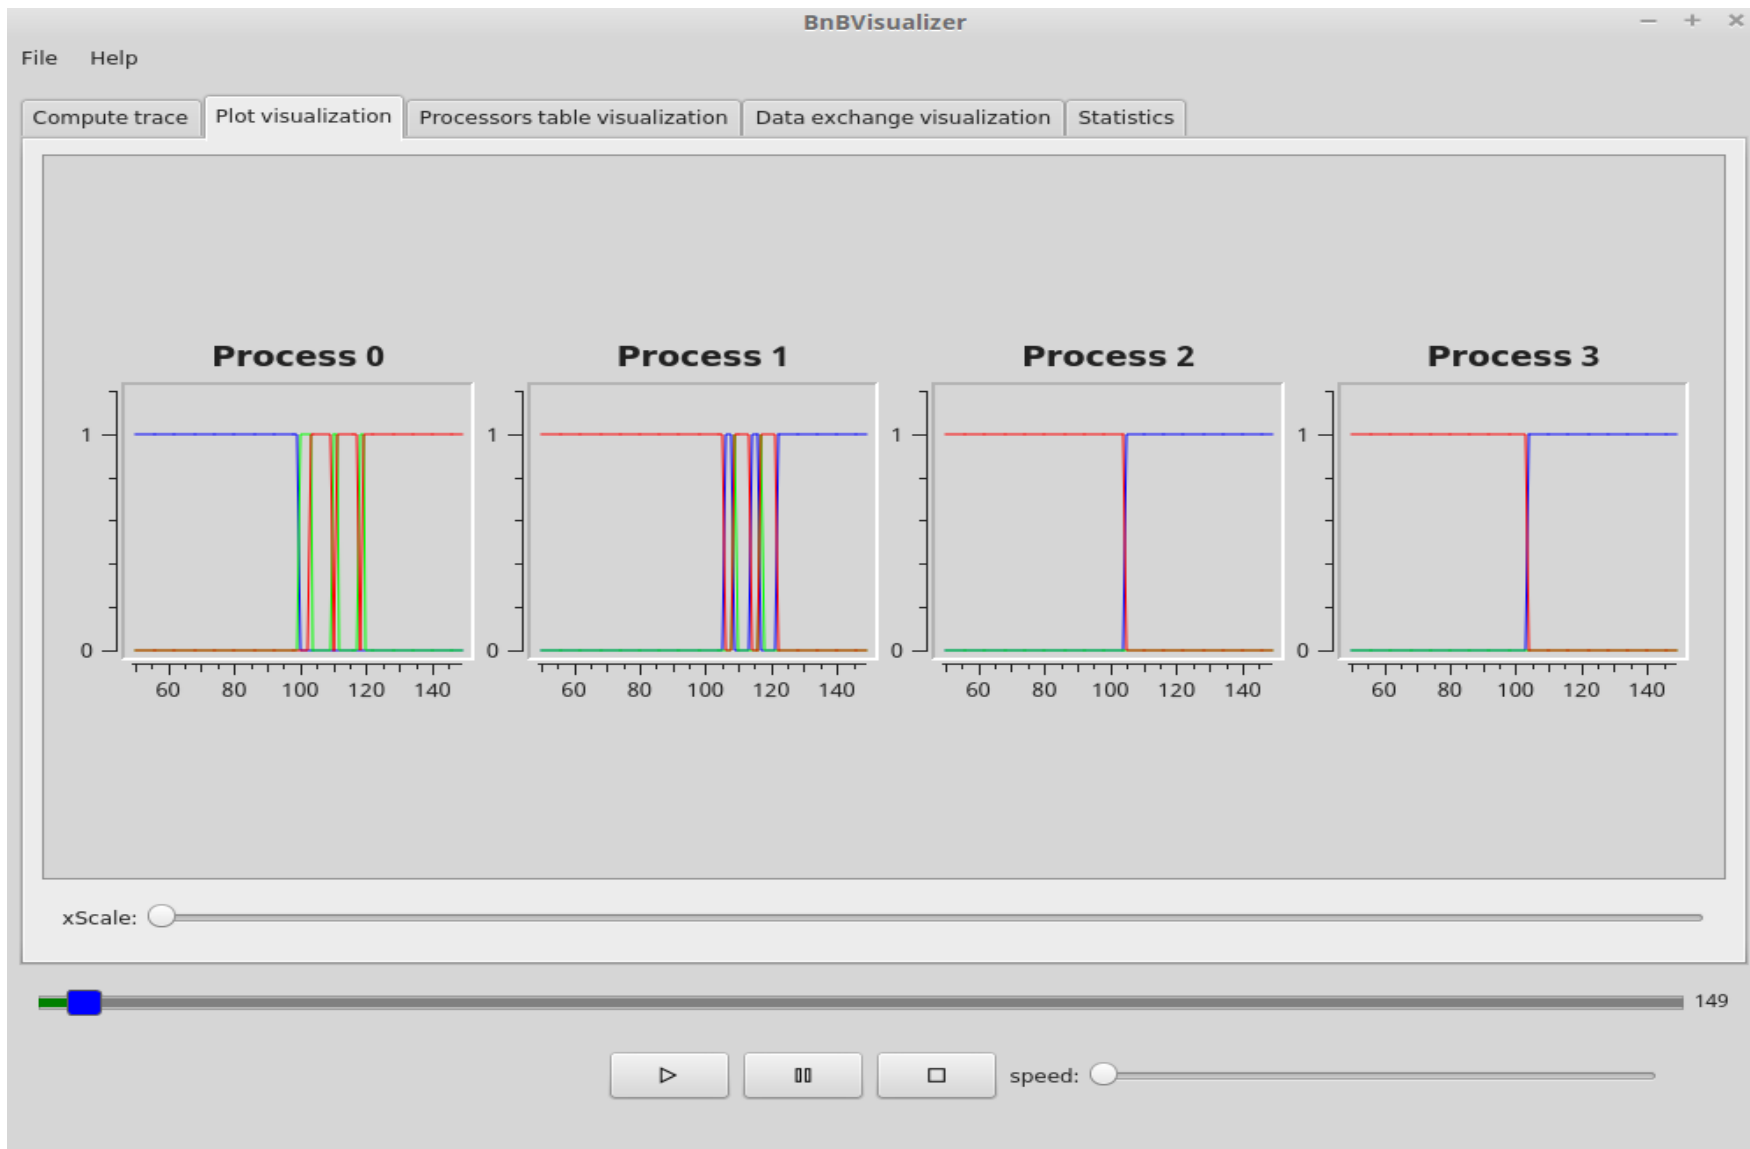 BnBVisualizer
File Help
Compute trace Plot visualization Processors table visualization Data exchange visualization Statistics
Process 0 Process 1 Process 2 Process 3
1 1 1 1
0 0 0 0
60 80 100 120 140 60 80 100 120 140 60 80 100 120 140 60 80 100 120 140
xScale:
149
speed: